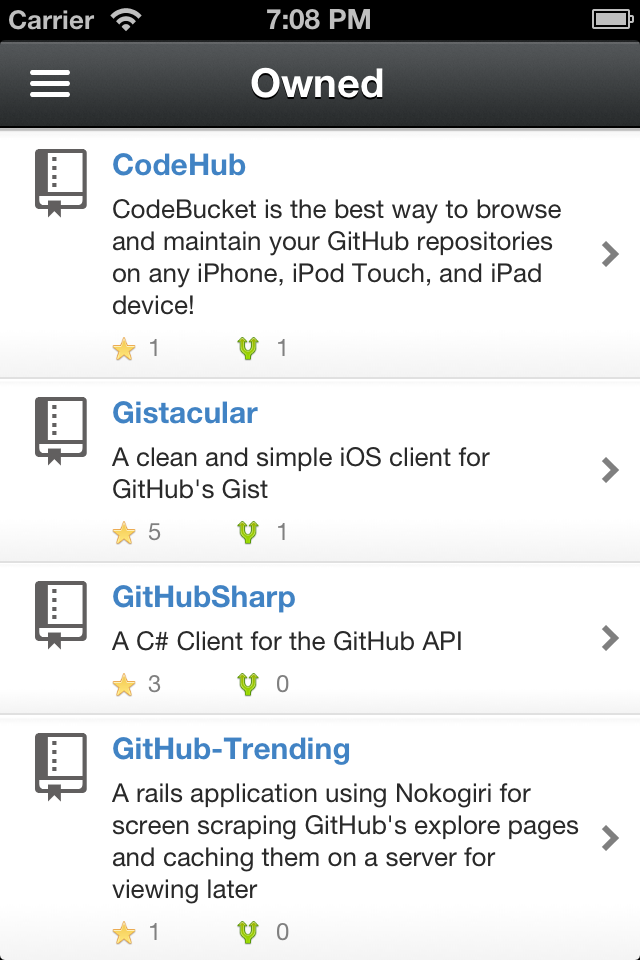 Carrier 7:08 PM
Owned
CodeHub
CodeBucket is the best way to browse
and maintain your GitHub repositories
on any iPhone, iPod Touch, and iPad
device!
1 1
Gistacular
A clean and simple iOS client for
GitHub's Gist
5 1
GitHubSharp
A C# Client for the GitHub API
3 0
GitHub-Trending
A rails application using Nokogiri for
screen scraping GitHub's explore pages
and caching them on a server for
viewing later
1 0